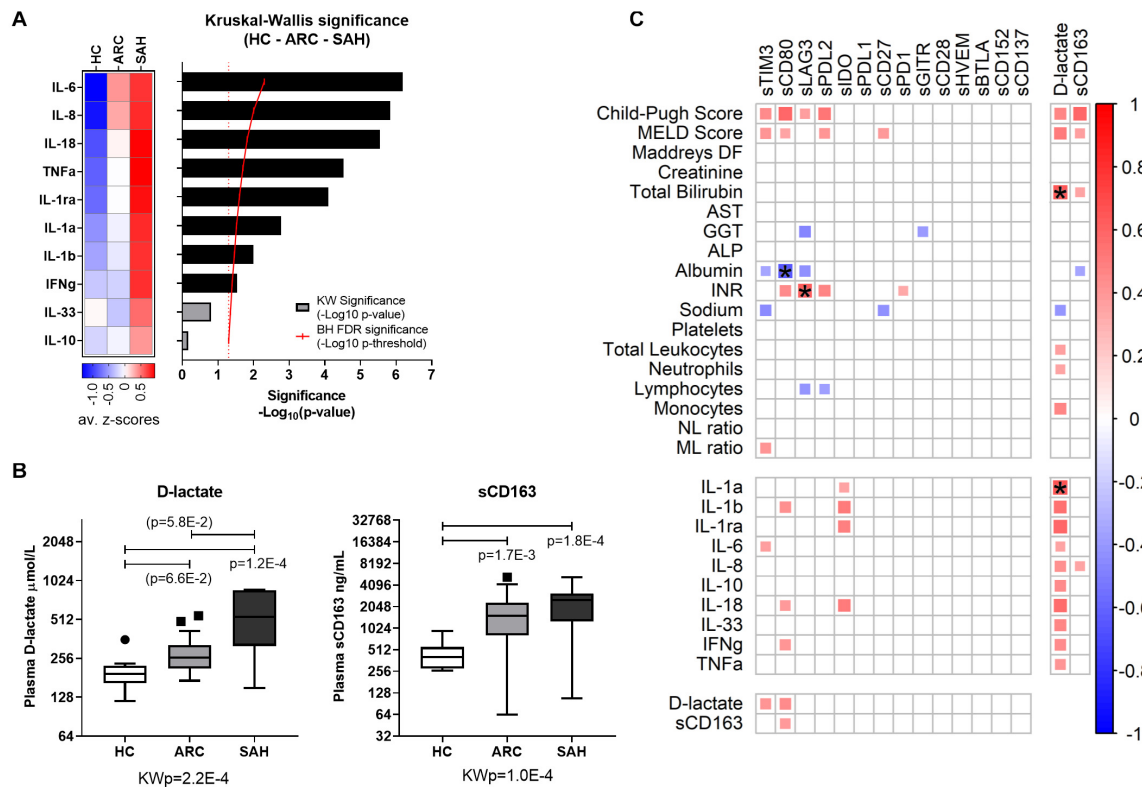 A
Kruskal-Wallis significance
(HC - ARC - SAH)
HC
ARC
SAH
IL-6
IL-8
IL-18
TNFa
IL-1ra
IL-1a
IL-1b
IFNg
IL-33
IL-10
KW Significance
(-Log10 p-value)
BH FDR significance
(-Log10 p-threshold)
-1.0
-0.5
0
0.5
av. z-scores
0 1 2 3 4 5 6 7
Significance
-Log10(p-value)
B
D-lactate
Plasma D-lactate µmol/L
2048
1024
512
256
128
64
(p=5.8E-2)
p=1.2E-4
(p=6.6E-2)
HC ARC SAH
KWp=2.2E-4
sCD163
Plasma sCD163 ng/mL
32768
16384
8192
4096
2048
1024
512
256
128
64
32
p=1.8E-4
p=1.7E-3
HC ARC SAH
KWp=1.0E-4
C
sTIM3
sCD80
sLAG3
sPDL2
sIDO
sPDL1
sCD27
sPD1
sGITR
sCD28
sHVEM
sBTLA
sCD152
sCD137
D-lactate
sCD163
Child-Pugh Score
MELD Score
Maddreys DF
Creatinine
Total Bilirubin
AST
GGT
ALP
Albumin
INR
Sodium
Platelets
Total Leukocytes
Neutrophils
Lymphocytes
Monocytes
NL ratio
ML ratio
IL-1a
IL-1b
IL-1ra
IL-6
IL-8
IL-10
IL-18
IL-33
IFNg
TNFa
D-lactate
sCD163
1
0.8
0.6
0.4
0.2
0
-0.2
-0.4
-0.6
-0.8
-1